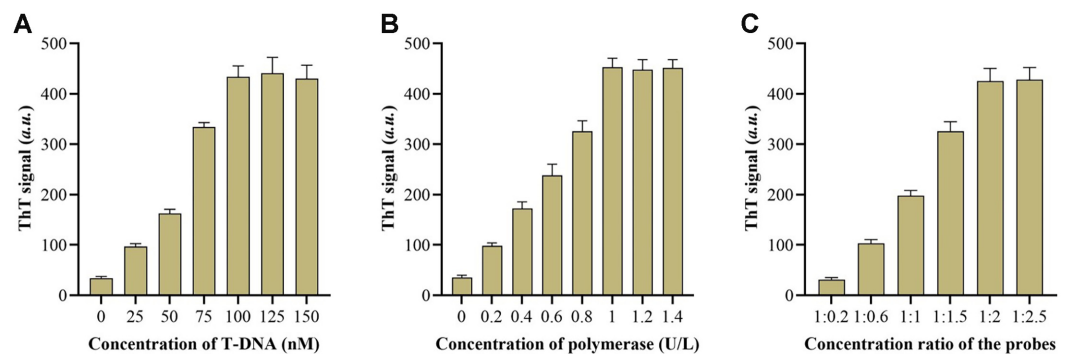 A
ThT signal (a.u.)
500
400
300
200
100
0
0 25 50 75 100 125 150
Concentration of T-DNA (nM)
B
ThT signal (a.u.)
500
400
300
200
100
0
0 0.2 0.4 0.6 0.8 1 1.2 1.4
Concentration of polymerase (U/L)
C
ThT signal (a.u.)
500
400
300
200
100
0
1:0.2 1:0.6 1:1 1:1.5 1:2 1:2.5
Concentration ratio of the probes